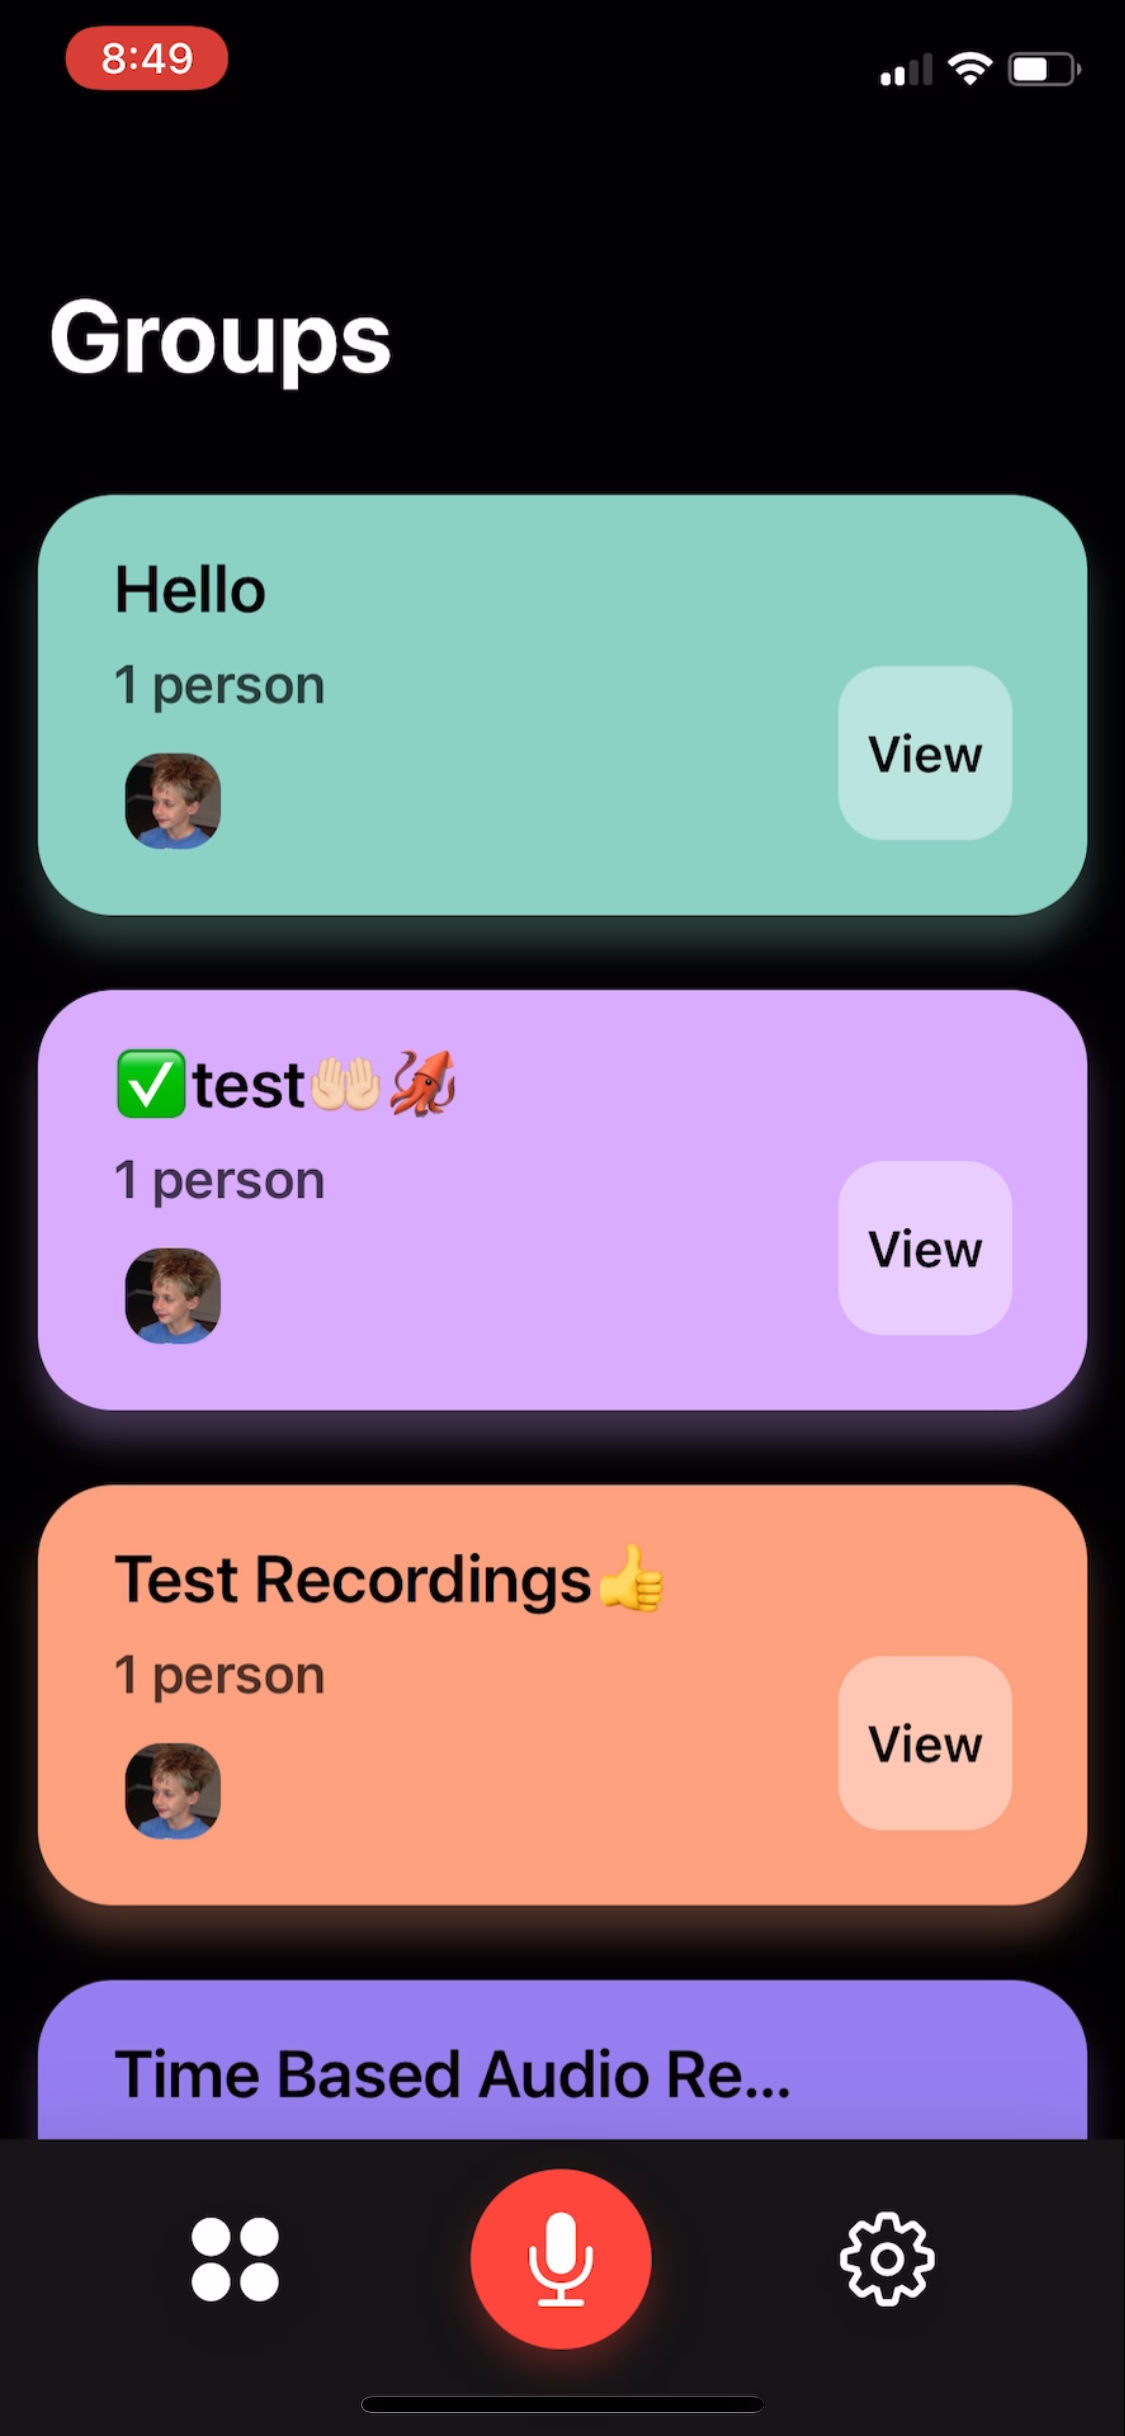 8:49
Groups
Hello
1 person
View
✅test🤲🏻🦑
1 person
View
Test Recordings👍
1 person
View
Time Based Audio Re...